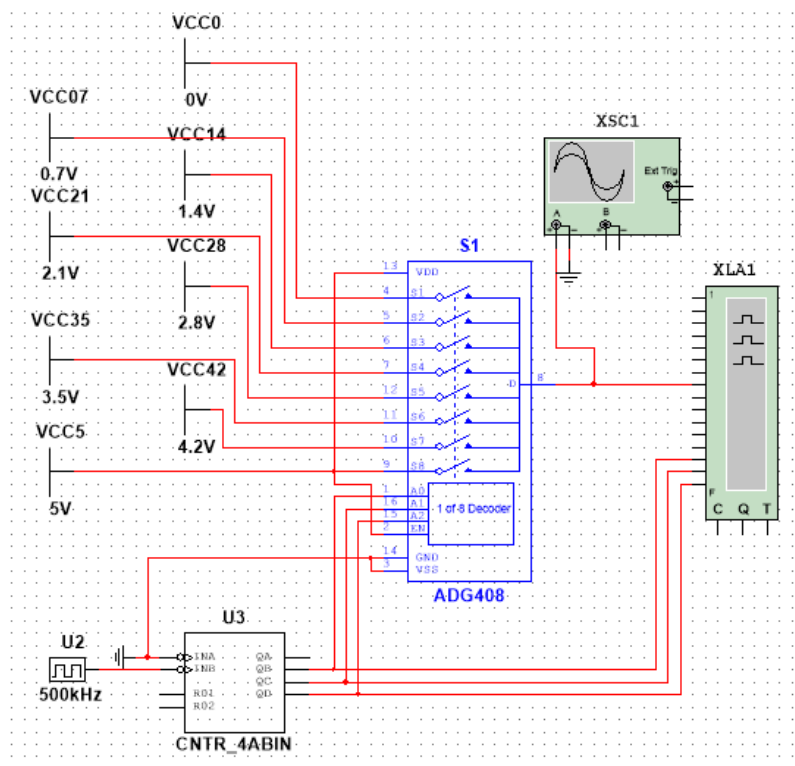 VCC0
0V
VCC07
0.7V
VCC14
1.4V
VCC21
2.1V
VCC28
2.8V
VCC35
3.5V
VCC42
4.2V
VCC5
5V
XSC1
Ext Trig
+
-
A
B
+ -
+ -
XLA1
1
F
C Q T
S1
13 VDD
4 S1
5 S2
6 S3
7 S4
12 S5
11 S6
10 S7
9 S8
D 8
1 A0
16 A1
15 A2
2 EN
1 of 8 Decoder
14 GND
3 VSS
ADG408
U3
INA QA
INB QB
QC
R01 QD
R02
CNTR_4ABIN
U2
500kHz